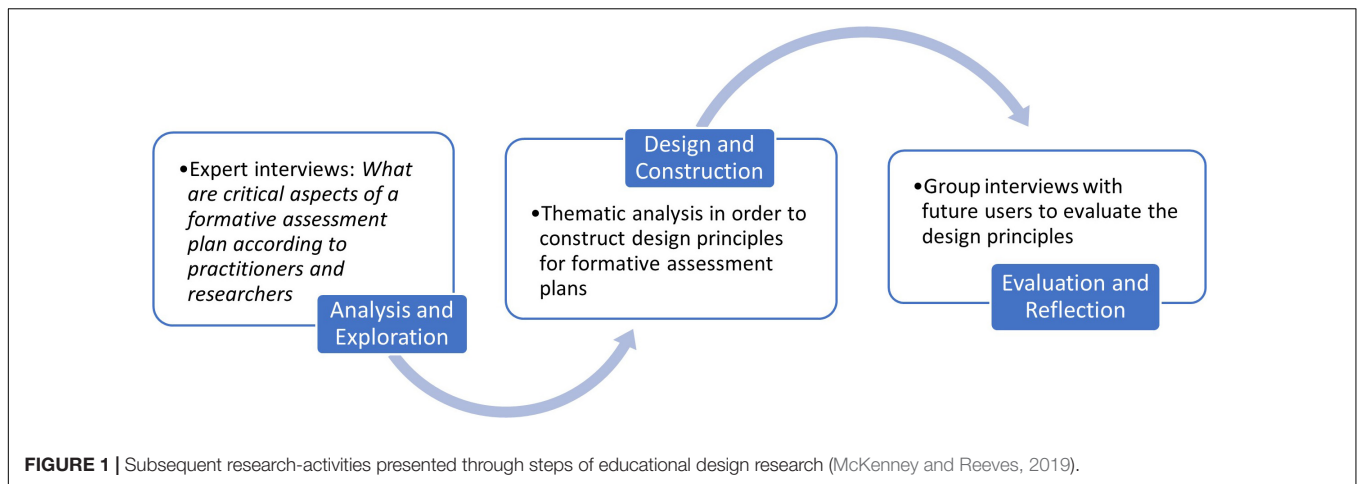 •Expert interviews: What
are critical aspects of a
formative assessment
plan according to
practitioners and
researchers
Analysis and
Exploration
Design and
Construction
•Thematic analysis in order to
construct design principles
for formative assessment
plans
•Group interviews with
future users to evaluate the
design principles
Evaluation and
Reflection
FIGURE 1 | Subsequent research-activities presented through steps of educational design research (McKenney and Reeves, 2019).